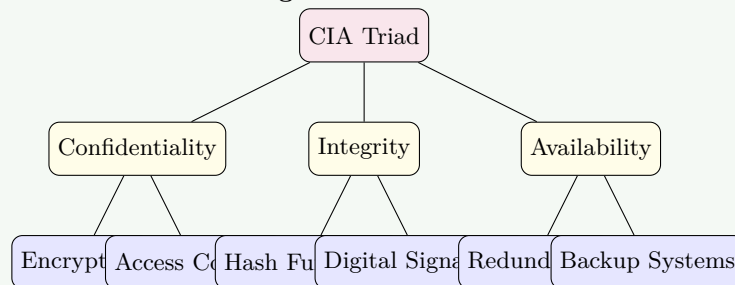 CIA Triad
Confidentiality Integrity Availability
Encrypt Access Co Hash Fu Digital Signa Redund Backup Systems